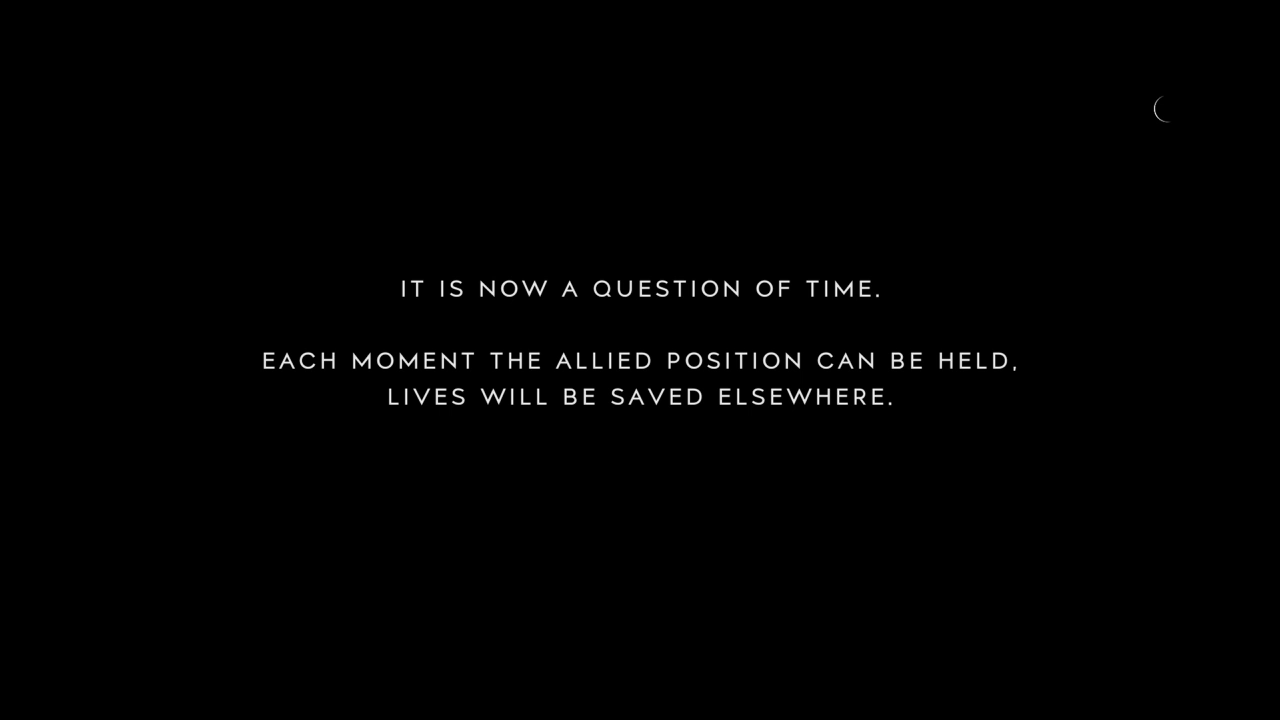 IT IS NOW A QUESTION OF TIME.
EACH MOMENT THE ALLIED POSITION CAN BE HELD,
LIVES WILL BE SAVED ELSEWHERE.